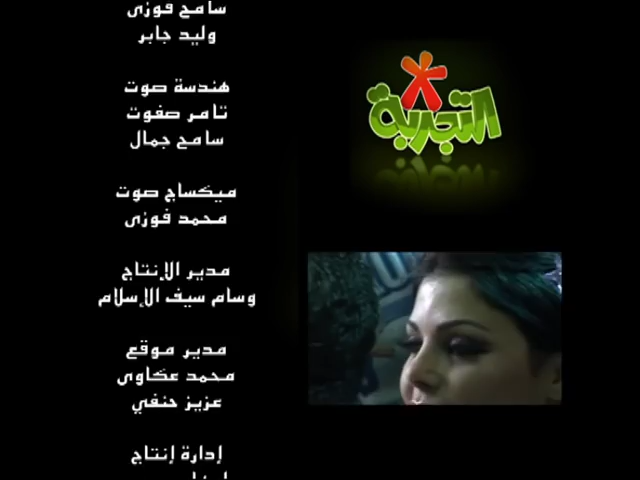 سامح فوزى
وليد جابر
هندسة صوت
تامر صفوت
سامح جمال
ميكساج صوت
محمد فوزى
مدير الإنتاج
وسام سيف الإسلام
مدير موقع
محمد عكاوى
عزيز حنفي
إدارة إنتاج
التجربة